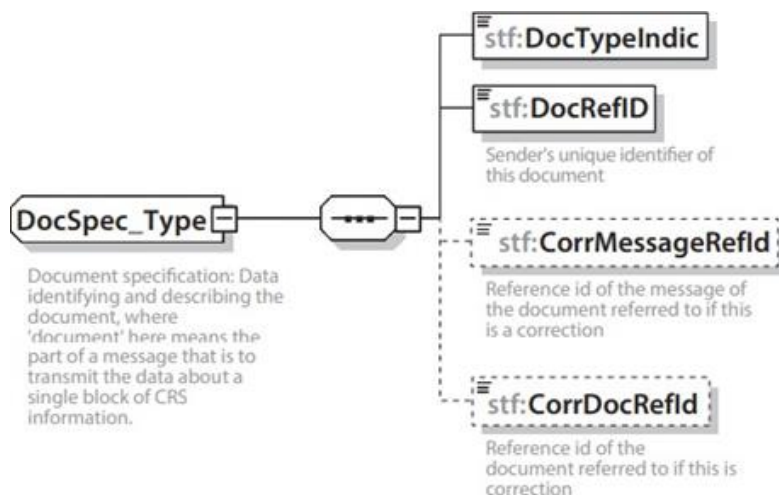 stf:DocTypeIndic
stf:DocRefID
Sender's unique identifier of
this document
DocSpec_Type
Document specification: Data
identifying and describing the
document, where
'document' here means the
part of a message that is to
transmit the data about a
single block of CRS
information.
stf:CorrMessageRefId
Reference id of the message of
the document referred to if this
is a correction
stf:CorrDocRefId
Reference id of the
document referred to if this is
correction